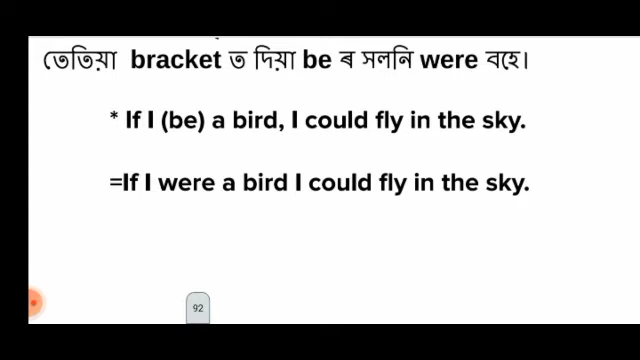 তেতিয়া bracket ত দিয়া be ৰ সলনি were বহে।
* If I (be) a bird, I could fly in the sky.
=If I were a bird I could fly in the sky.
92